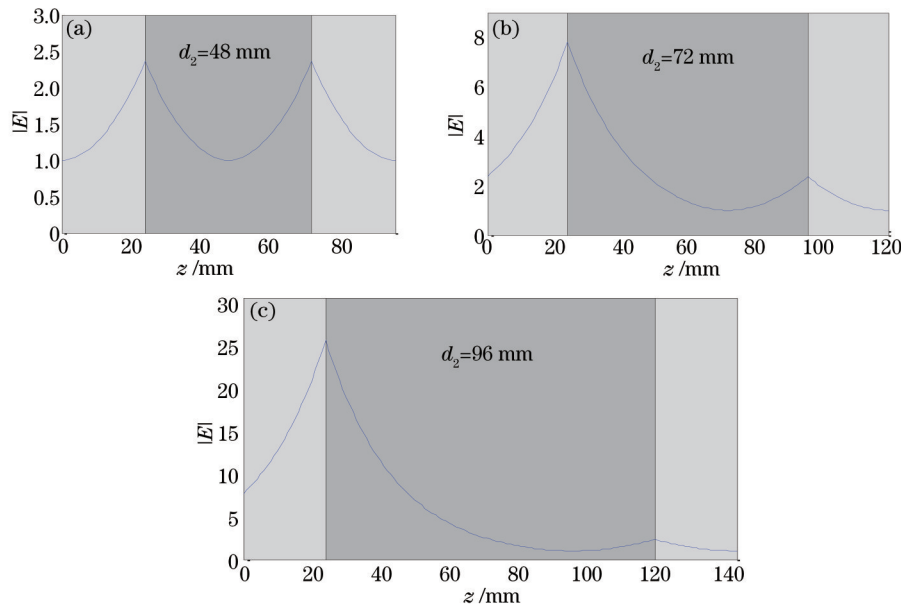 (a)
d₂=48 mm
|E|
3.0
2.5
2.0
1.5
1.0
0.5
0
0 20 40 60 80
z /mm
(b)
d₂=72 mm
|E|
8
6
4
2
0
0 20 40 60 80 100 120
z /mm
(c)
d₂=96 mm
|E|
30
25
20
15
10
5
0
0 20 40 60 80 100 120 140
z /mm